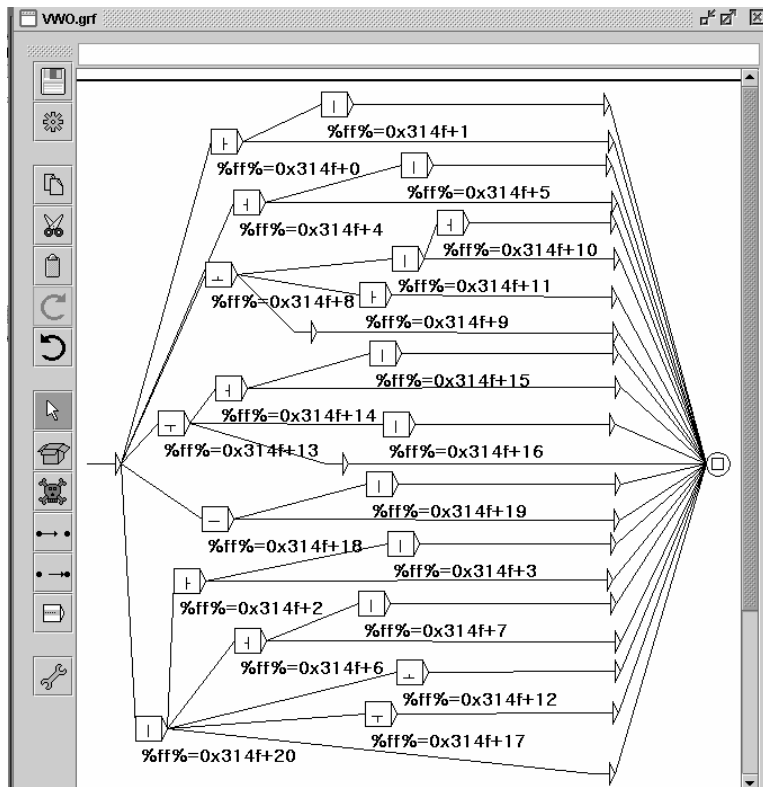 VWO.grf
ㅣ
%ff%=0x314f+1
ㅏ
%ff%=0x314f+0
ㅣ
%ff%=0x314f+5
ㅓ
%ff%=0x314f+4
ㅓ
%ff%=0x314f+10
ㅣ
%ff%=0x314f+11
ㅗ
%ff%=0x314f+8
ㅏ
%ff%=0x314f+9
ㅣ
%ff%=0x314f+15
ㅓ
%ff%=0x314f+14
ㅜ
%ff%=0x314f+13
ㅣ
%ff%=0x314f+16
ㅣ
%ff%=0x314f+19
ㅡ
%ff%=0x314f+18
ㅣ
%ff%=0x314f+3
ㅏ
%ff%=0x314f+2
ㅣ
%ff%=0x314f+7
ㅓ
%ff%=0x314f+6
ㅗ
%ff%=0x314f+12
ㅜ
%ff%=0x314f+17
ㅣ
%ff%=0x314f+20